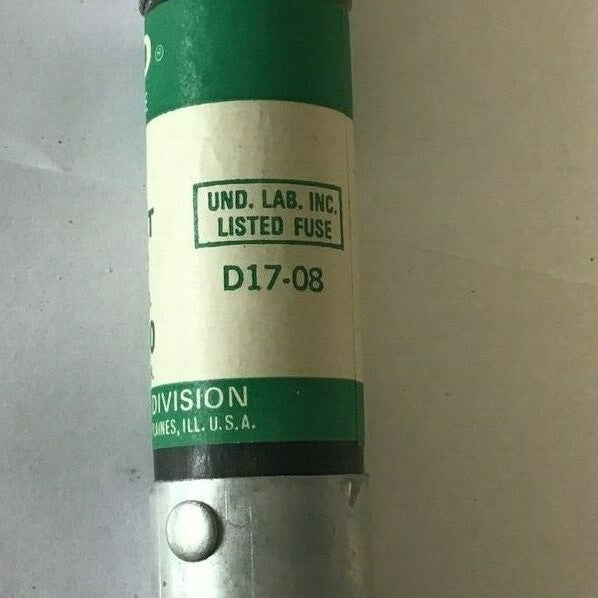 ®
UND. LAB. INC.
LISTED FUSE
D17-08
DIVISION
LAINES, ILL. U.S.A.